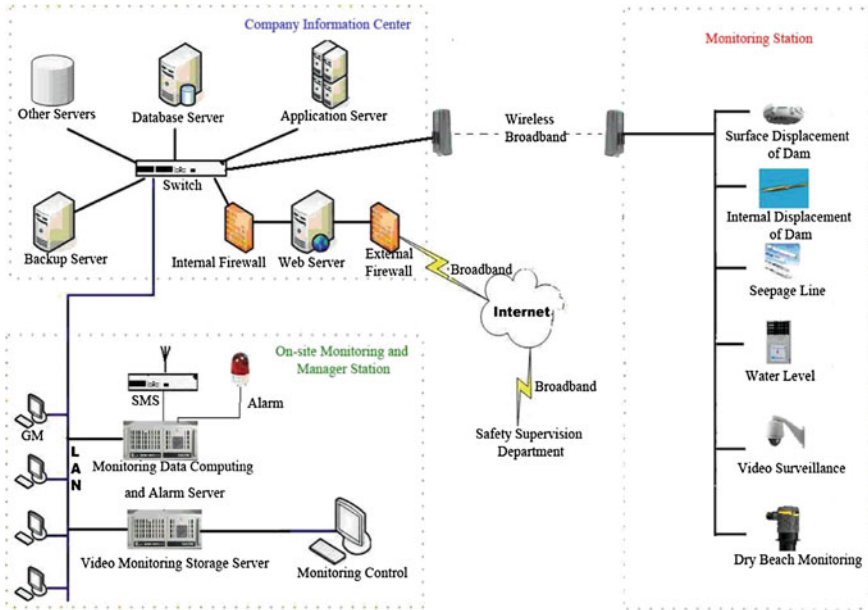 Company Information Center
Other Servers
Database Server
Application Server
Switch
Backup Server
Internal Firewall
Web Server
External
Firewall
Wireless
Broadband
Broadband
Internet
Broadband
Safety Supervision
Department
Monitoring Station
Surface Displacement
of Dam
Internal Displacement
of Dam
Seepage Line
Water Level
Video Surveillance
Dry Beach Monitoring
On-site Monitoring and
Manager Station
SMS
Alarm
GM
LAN
Monitoring Data Computing
and Alarm Server
Video Monitoring Storage Server
Monitoring Control